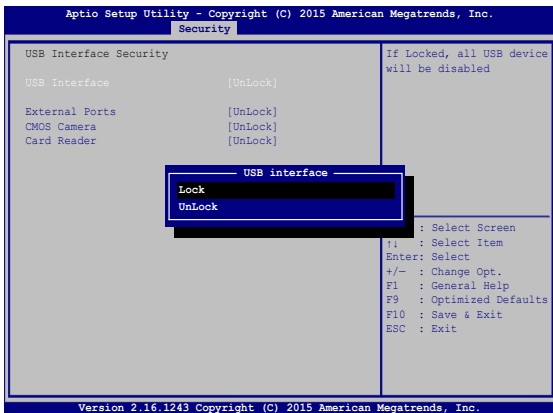 Aptio Setup Utility - Copyright (C) 2015 American Megatrends, Inc.
Security
USB Interface Security
USB Interface [UnLock]
External Ports [UnLock]
CMOS Camera [UnLock]
Card Reader [UnLock]
If Locked, all USB device
will be disabled
USB interface
Lock
UnLock
: Select Screen
↑↓ : Select Item
Enter: Select
+/— : Change Opt.
F1 : General Help
F9 : Optimized Defaults
F10 : Save & Exit
ESC : Exit
Version 2.16.1243 Copyright (C) 2015 American Megatrends, Inc.